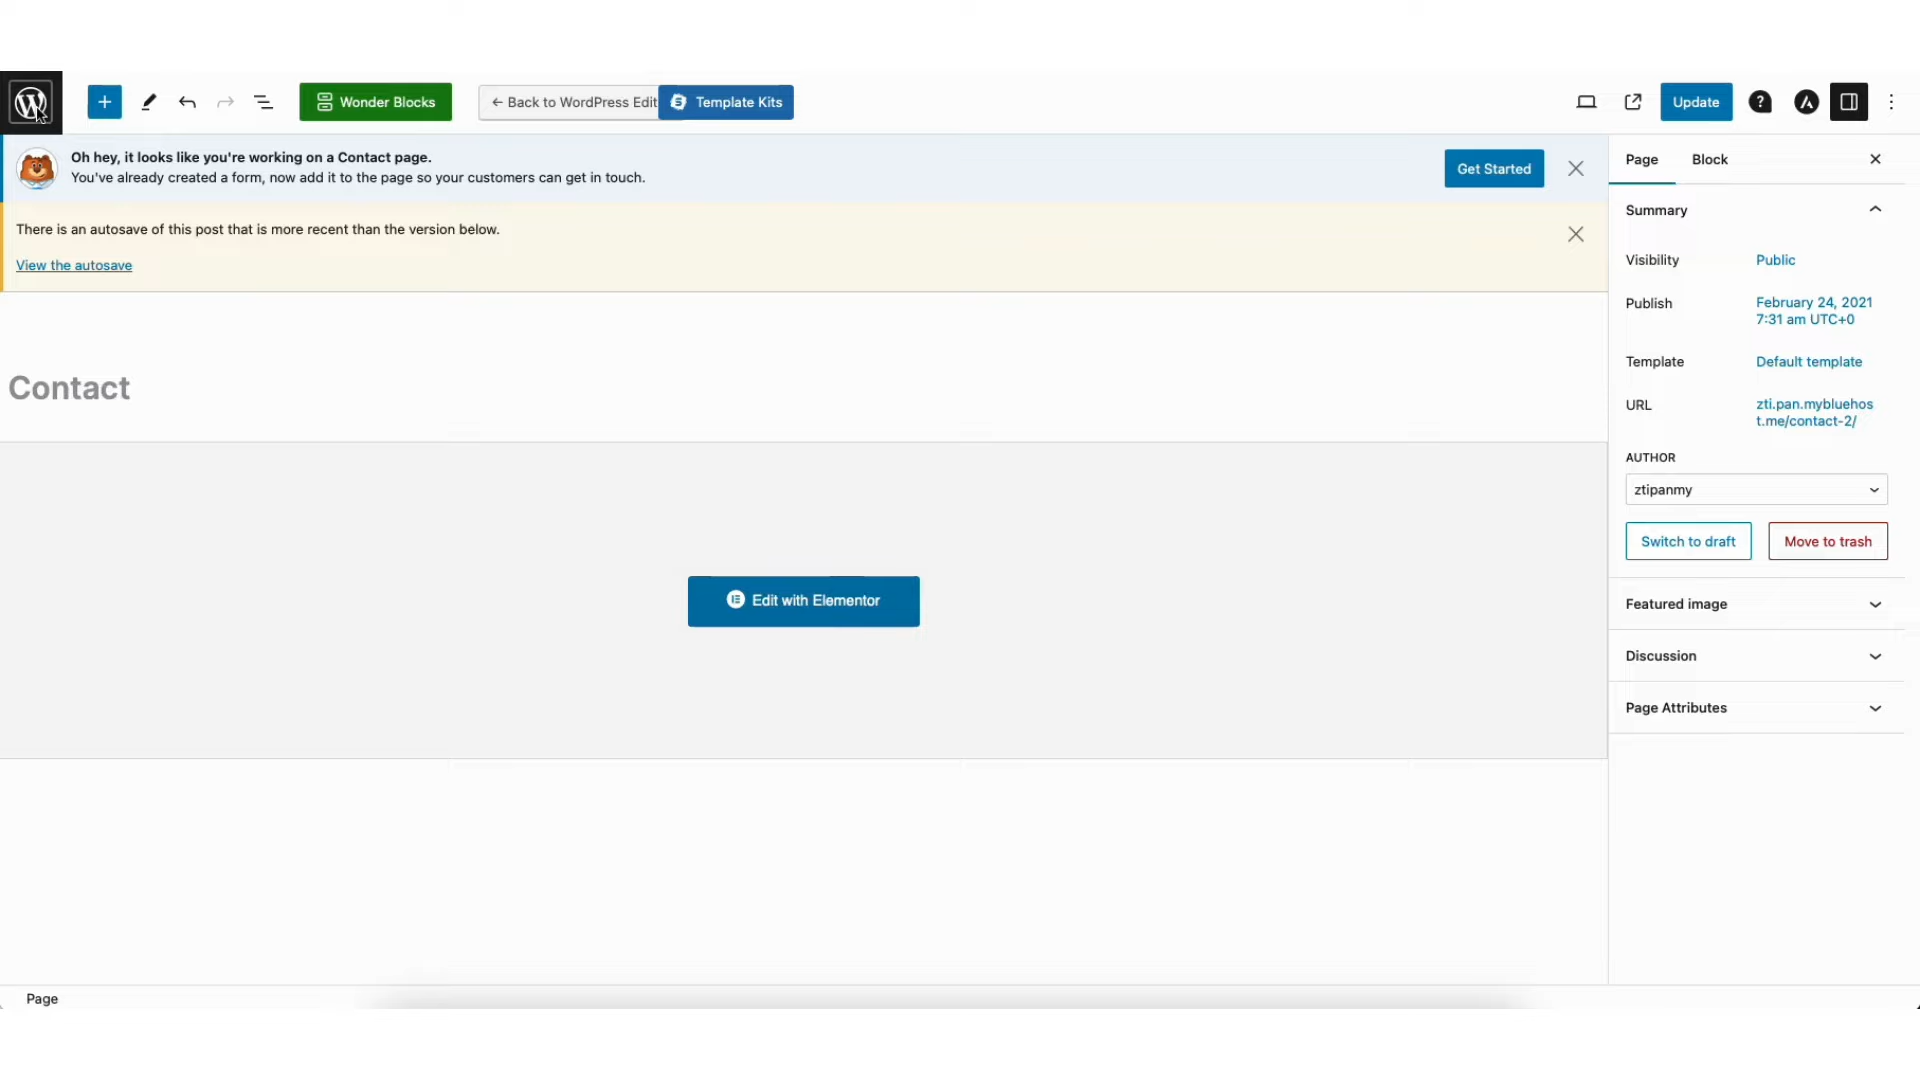 Wonder Blocks
← Back to WordPress Edit
Template Kits
Update
Oh hey, it looks like you're working on a Contact page.
You've already created a form, now add it to the page so your customers can get in touch.
Get Started
There is an autosave of this post that is more recent than the version below.
View the autosave
Contact
Edit with Elementor
Page Block
Summary
Visibility Public
Publish February 24, 2021
7:31 am UTC+0
Template Default template
URL zti.pan.mybluehos
t.me/contact-2/
AUTHOR
ztipanmy
Switch to draft Move to trash
Featured image
Discussion
Page Attributes
Page